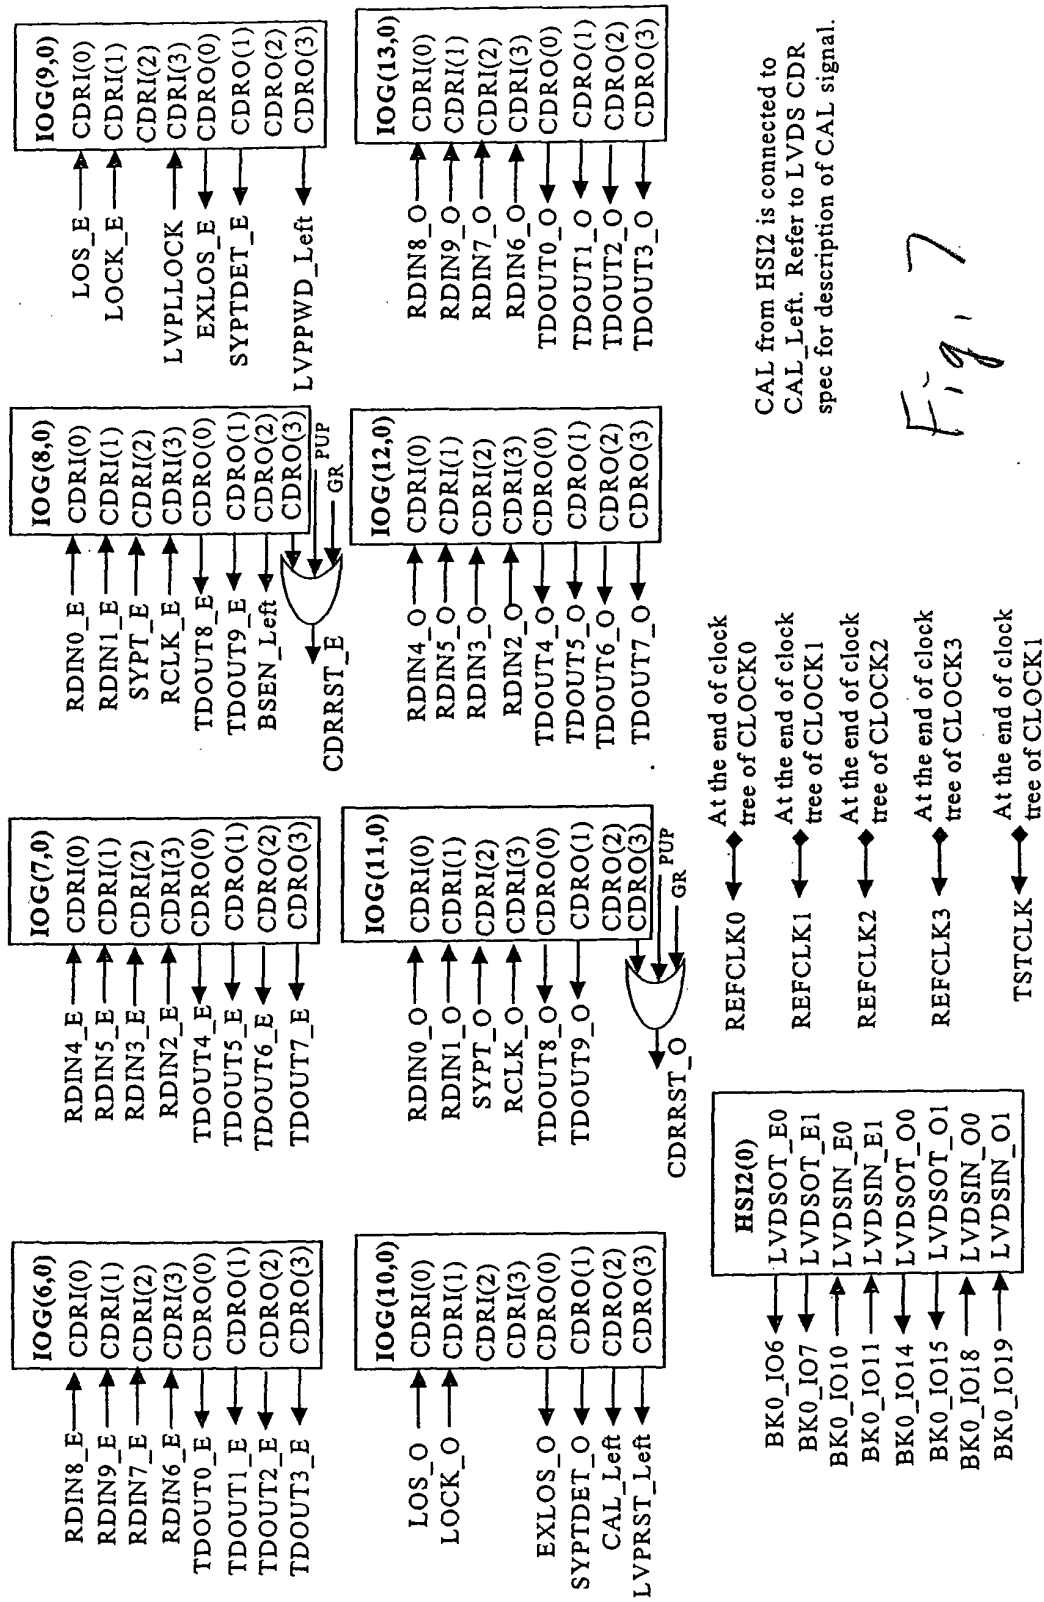 IOG(6,0)
RDIN8_E CDRI(0)
RDIN9_E CDRI(1)
RDIN7_E CDRI(2)
RDIN6_E CDRI(3)
TDOUT0_E CDRO(0)
TDOUT1_E CDRO(1)
TDOUT2_E CDRO(2)
TDOUT3_E CDRO(3)
IOG(7,0)
RDIN4_E CDRI(0)
RDIN5_E CDRI(1)
RDIN3_E CDRI(2)
RDIN2_E CDRI(3)
TDOUT4_E CDRO(0)
TDOUT5_E CDRO(1)
TDOUT6_E CDRO(2)
TDOUT7_E CDRO(3)
IOG(8,0)
RDIN0_E CDRI(0)
RDIN1_E CDRI(1)
SYPT_E CDRI(2)
RCLK_E CDRI(3)
TDOUT8_E CDRO(0)
TDOUT9_E CDRO(1)
BSEN_Left CDRO(2)
CDRO(3)
PUP
GR
CDRRST_E
IOG(9,0)
LOS_E CDRI(0)
LOCK_E CDRI(1)
CDRI(2)
LVPLLOCK CDRI(3)
EXLOS_E CDRO(0)
SYPTDET_E CDRO(1)
CDRO(2)
LVPPWD_Left CDRO(3)
IOG(10,0)
LOS_O CDRI(0)
LOCK_O CDRI(1)
CDRI(2)
CDRI(3)
EXLOS_O CDRO(0)
SYPTDET_O CDRO(1)
CAL_Left CDRO(2)
LVPRST_Left CDRO(3)
IOG(11,0)
RDIN0_O CDRI(0)
RDIN1_O CDRI(1)
SYPT_O CDRI(2)
RCLK_O CDRI(3)
TDOUT8_O CDRO(0)
TDOUT9_O CDRO(1)
CDRO(2)
CDRO(3)
PUP
GR
CDRRST_O
IOG(12,0)
RDIN4_O CDRI(0)
RDIN5_O CDRI(1)
RDIN3_O CDRI(2)
RDIN2_O CDRI(3)
TDOUT4_O CDRO(0)
TDOUT5_O CDRO(1)
TDOUT6_O CDRO(2)
TDOUT7_O CDRO(3)
IOG(13,0)
RDIN8_O CDRI(0)
RDIN9_O CDRI(1)
RDIN7_O CDRI(2)
RDIN6_O CDRI(3)
TDOUT0_O CDRO(0)
TDOUT1_O CDRO(1)
TDOUT2_O CDRO(2)
TDOUT3_O CDRO(3)
HSI2(0)
BK0_IO6 LVDSOT_E0
BK0_IO7 LVDSOT_E1
BK0_IO10 LVDSIN_E0
BK0_IO11 LVDSIN_E1
BK0_IO14 LVDSOT_O0
BK0_IO15 LVDSOT_O1
BK0_IO18 LVDSIN_O0
BK0_IO19 LVDSIN_O1
REFCLK0 At the end of clock
tree of CLOCK0
REFCLK1 At the end of clock
tree of CLOCK1
REFCLK2 At the end of clock
tree of CLOCK2
REFCLK3 At the end of clock
tree of CLOCK3
TSTCLK At the end of clock
tree of CLOCK1
CAL from HSI2 is connected to
CAL_Left. Refer to LVDS CDR
spec for description of CAL signal.
Fig. 7